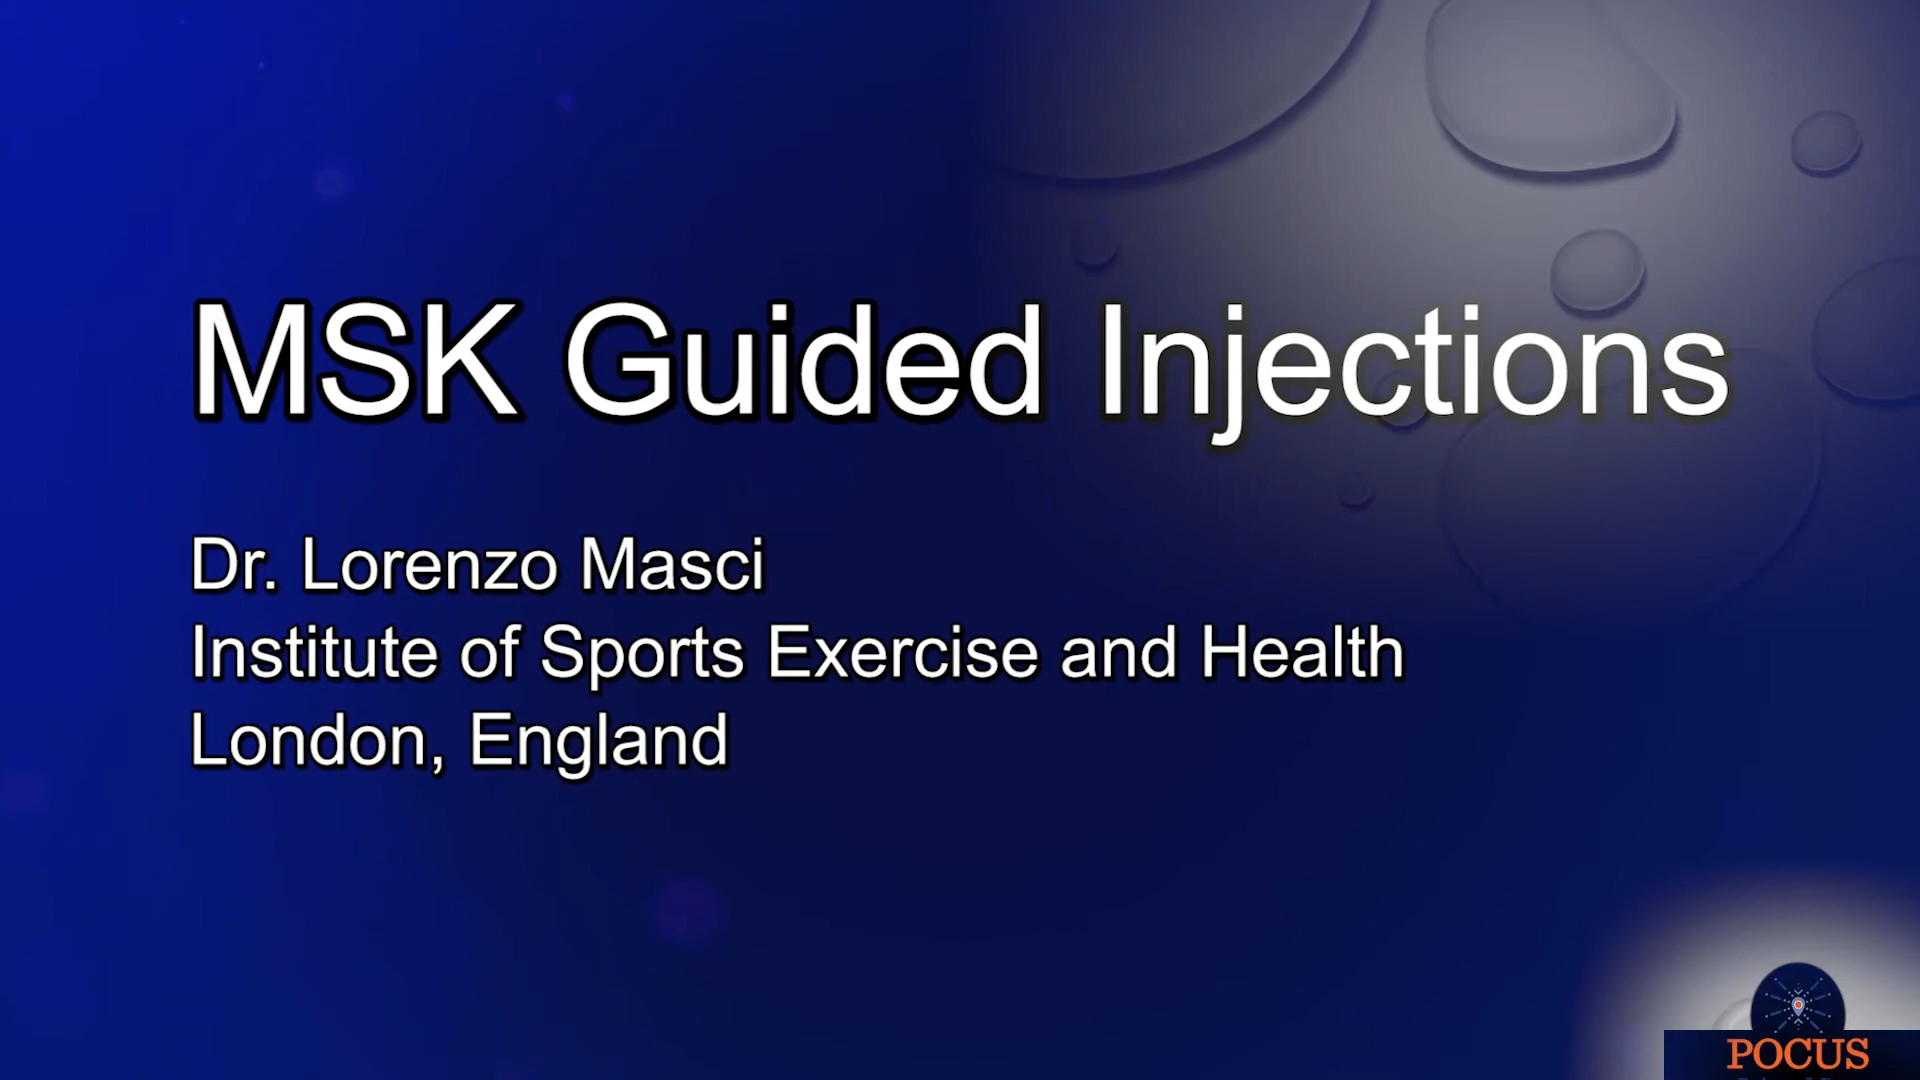 MSK Guided Injections
Dr. Lorenzo Masci
Institute of Sports Exercise and Health
London, England
POCUS